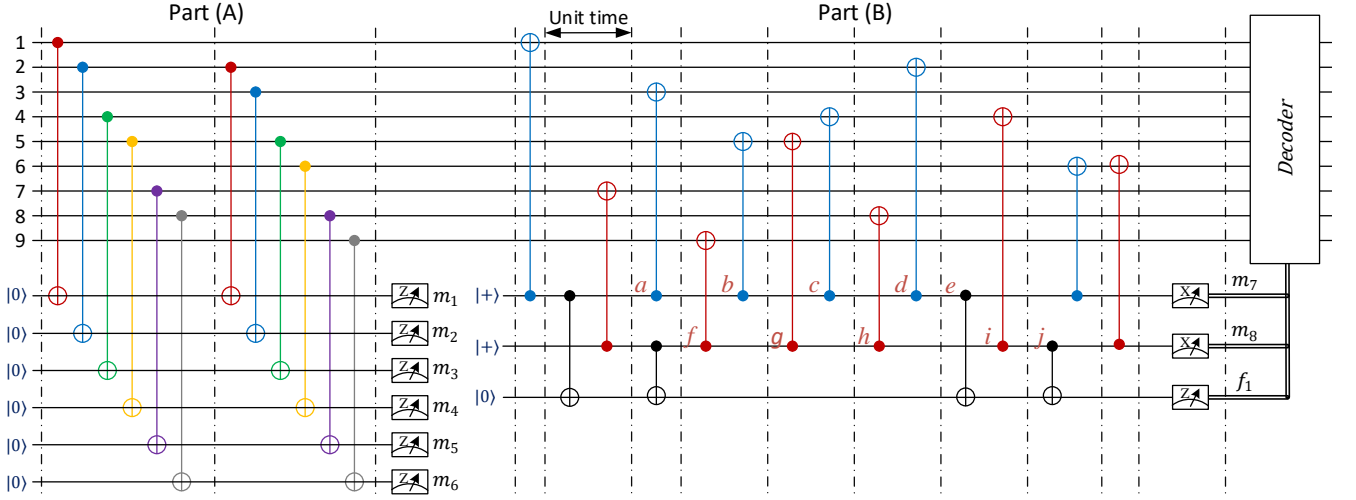 Part (A)
Part (B)
Unit time
1
2
3
4
5
6
7
8
9
Decoder
|0⟩ Z m₁
|0⟩ Z m₂
|0⟩ Z m₃
|0⟩ Z m₄
|0⟩ Z m₅
|0⟩ Z m₆
|+⟩ a b c d e X m₇
|+⟩ f g h i j X m₈
|0⟩ Z f₁